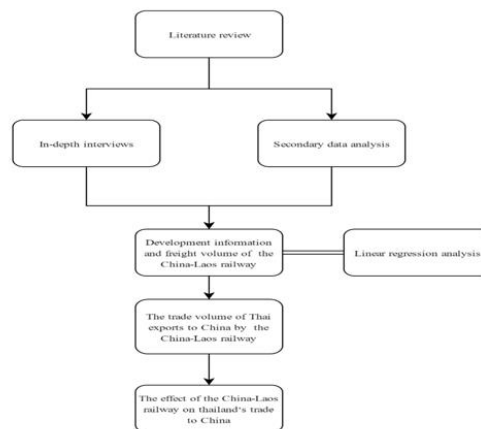 Literature review
In-depth interviews
Secondary data analysis
Development information
and freight volume of the
China-Laos railway
Linear regression analysis
The trade volume of Thai
exports to China by the
China-Laos railway
The effect of the China-Laos
railway on thailand's trade to
China